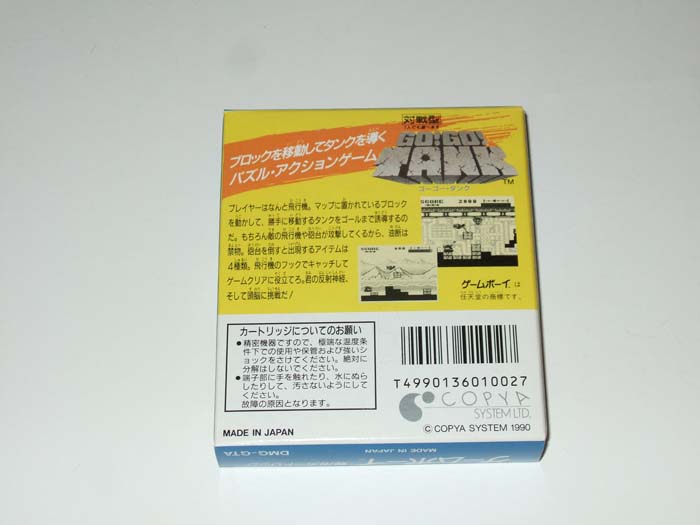 対戦型
GO!GO!
TANK
ゴーゴー・タンク
TM
ブロックを移動してタンクを導く
パズル・アクションゲーム
プレイヤーはなんと飛行機。マップに置かれているブロック
を動かして、勝手に移動するタンクをゴールまで誘導するの
だ。もちろん敵の飛行機や砲台が攻撃してくるから、油断は
禁物。砲台を倒すと出現するアイテムは
4種類。飛行機のフックでキャッチして
ゲームクリアに役立てろ。君の反射神経、
そして頭脳に挑戦だ！
SCORE
SCORE
ゲームボーイは
任天堂の商標です。
カートリッジについてのお願い
●精密機器ですので、極端な温度条
件下での使用や保管および強いシ
ョックをさけてください。絶対に
分解はしないでください。
●端子部に手を触れたり、水にぬら
したりして、汚さないようにして
ください。
故障の原因となります。
MADE IN JAPAN
T4990136010027
COPYA
SYSTEM LTD.
© COPYA SYSTEM 1990
DMG-GTA
MADE IN JAPAN
ゲームボーイ